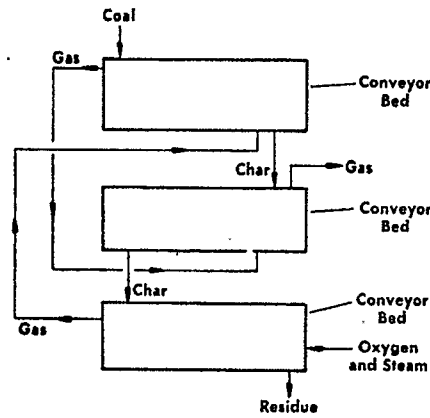 Coal
Gas
Conveyor
Bed
Char
Gas
Conveyor
Bed
Char
Conveyor
Bed
Gas
Oxygen
and Steam
Residue